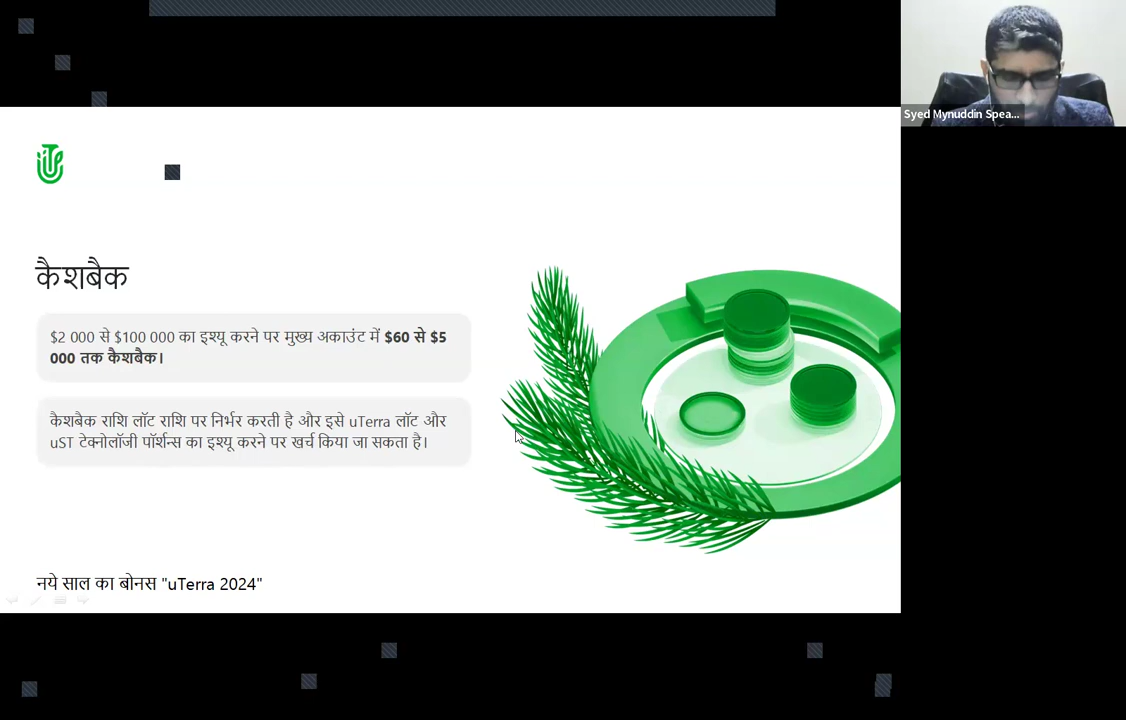 Syed Mynuddin Spea...
कैशबैक
$2 000 से $100 000 का इश्यू करने पर मुख्य अकाउंट में $60 से $5
000 तक कैशबैक।
कैशबैक राशि लॉट राशि पर निर्भर करती है और इसे uTerra लॉट और
uST टेक्नोलॉजी पॉर्शन्स का इश्यू करने पर खर्च किया जा सकता है।
नये साल का बोनस "uTerra 2024"